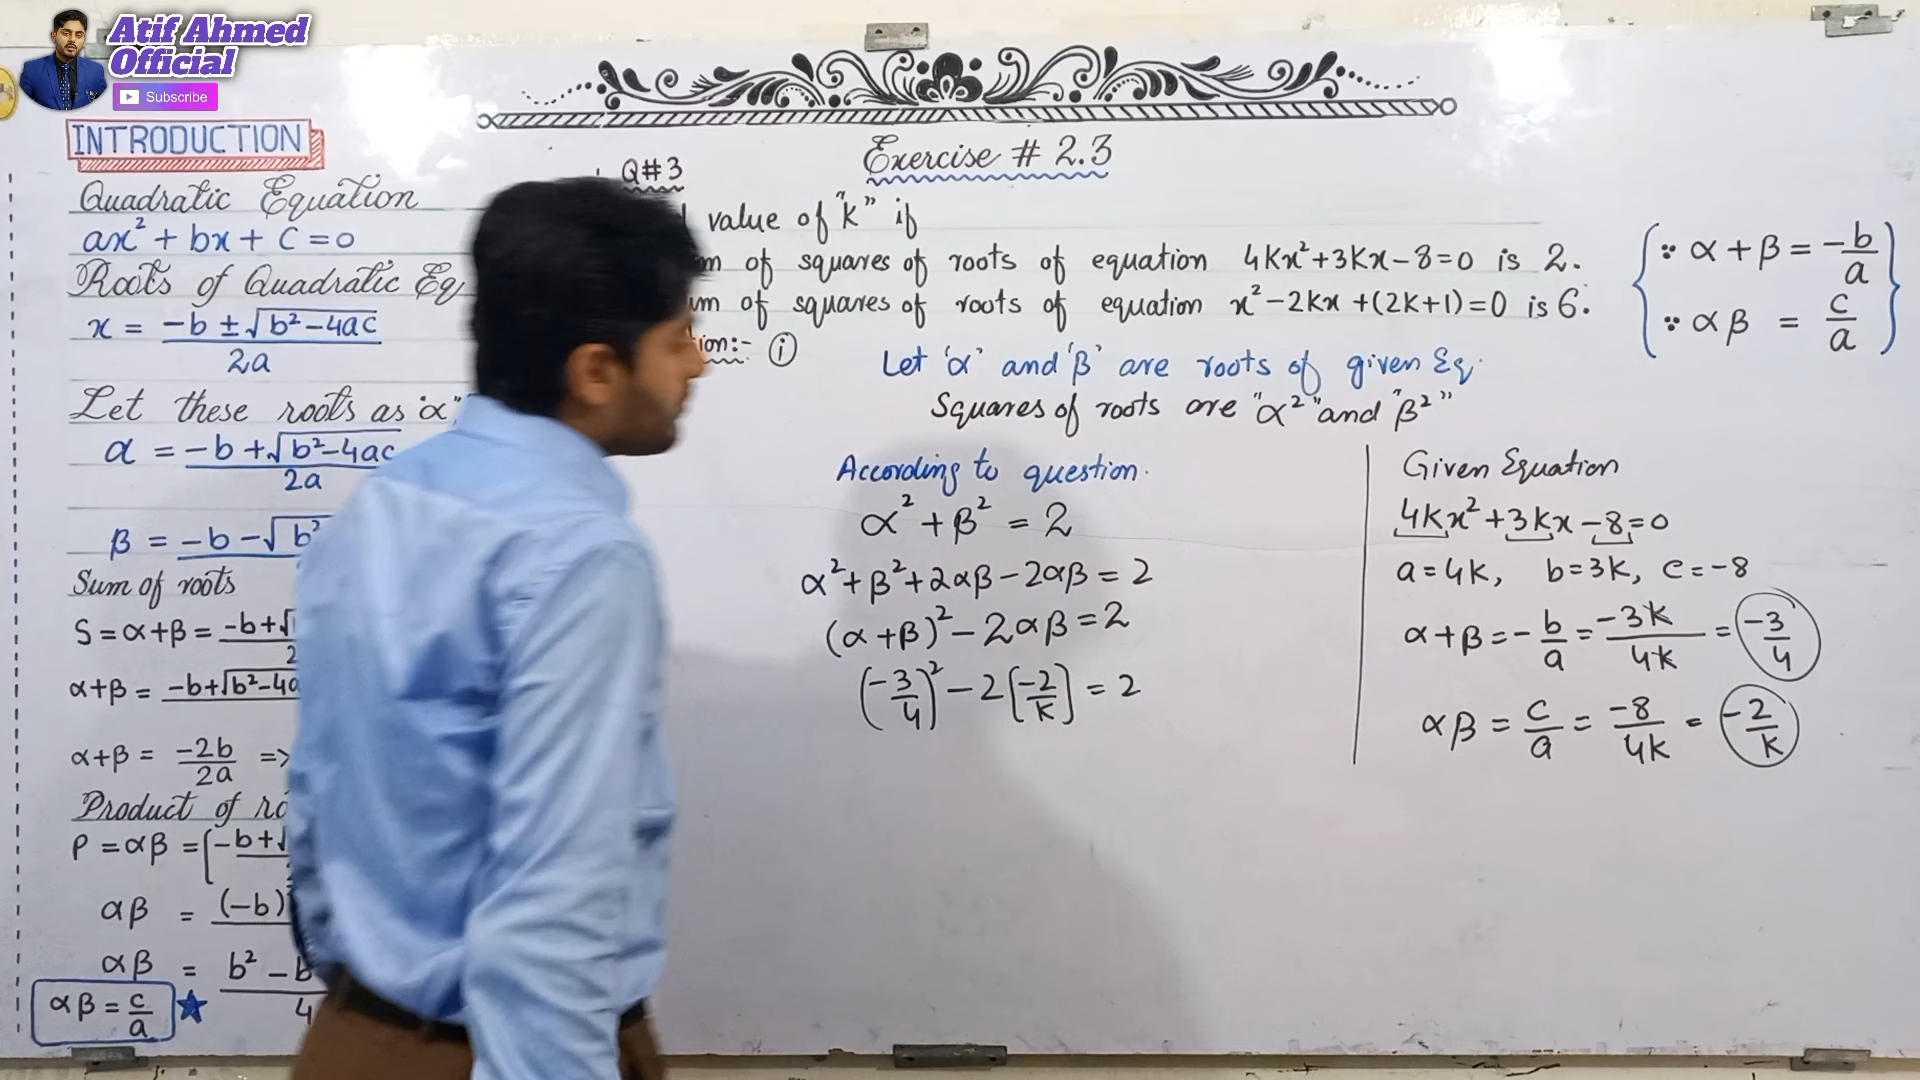 Atif Ahmed
Official
Subscribe
INTRODUCTION
Quadratic Equation
ax² + bx + c = 0
Roots of Quadratic Eq
x = -b ± √b² - 4ac / 2a
Let these roots as "α"
α = -b + √b² - 4ac / 2a
β = -b - √b²
Sum of roots
S = α + β = -b + √
α + β = -b + √b² - 4a
α + β = -2b / 2a =>
Product of ro
P = αβ = [-b + √
αβ = (-b)
αβ = b² - b / 4
αβ = c/a ★
Exercise # 2.3
Q#3
value of "k" if
m of squares of roots of equation 4kx² + 3kx - 8 = 0 is 2.
um of squares of roots of equation x² - 2kx + (2k+1) = 0 is 6.
ion:- (i)
Let 'α' and 'β' are roots of given Eq.
Squares of roots are "α²" and "β²"
According to question.
α² + β² = 2
α² + β² + 2αβ - 2αβ = 2
(α + β)² - 2αβ = 2
(-3/4)² - 2[-2/k] = 2
Given Equation
4kx² + 3kx - 8 = 0
a = 4k, b = 3k, c = -8
α + β = -b/a = -3k/4k = -3/4
αβ = c/a = -8/4k = -2/k
{∵ α + β = -b/a
∵ αβ = c/a}